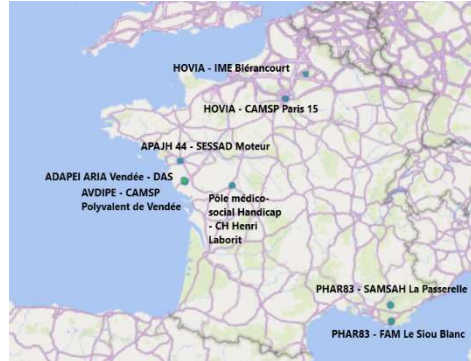 HOVIA - IME Blérancourt
HOVIA - CAMSP Paris 15
APAJH 44 - SESSAD Moteur
ADAPEI ARIA Vendée - DAS
AVDIPE - CAMSP
Polyvalent de Vendée
Pôle médico-
social Handicap
- CH Henri
Laborit
PHAR83 - SAMSAH La Passerelle
PHAR83 - FAM Le Siou Blanc